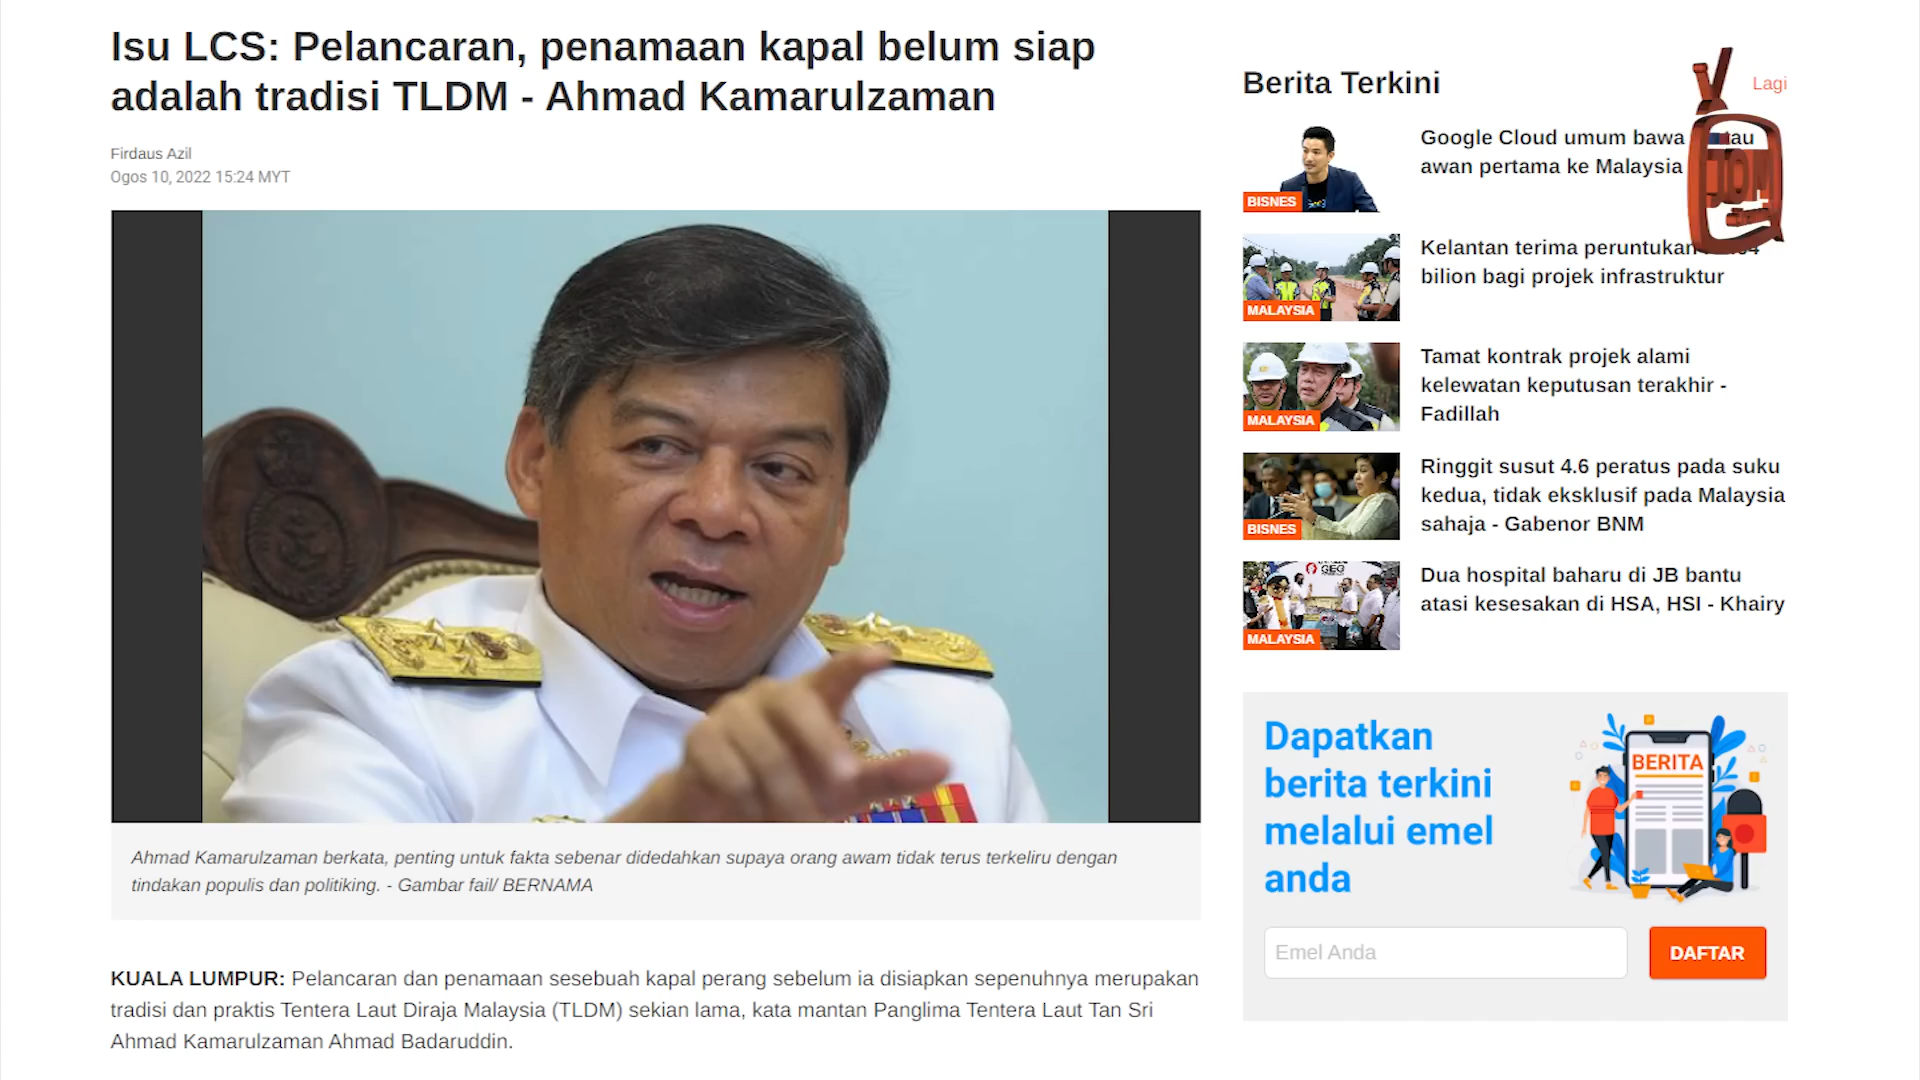 Isu LCS: Pelancaran, penamaan kapal belum siap
adalah tradisi TLDM - Ahmad Kamarulzaman
Firdaus Azil
Ogos 10, 2022 15:24 MYT
Ahmad Kamarulzaman berkata, penting untuk fakta sebenar didedahkan supaya orang awam tidak terus terkeliru dengan
tindakan populis dan politiking. - Gambar fail/ BERNAMA
KUALA LUMPUR: Pelancaran dan penamaan sesebuah kapal perang sebelum ia disiapkan sepenuhnya merupakan
tradisi dan praktis Tentera Laut Diraja Malaysia (TLDM) sekian lama, kata mantan Panglima Tentera Laut Tan Sri
Ahmad Kamarulzaman Ahmad Badaruddin.
Berita Terkini
Lagi
BISNES
Google Cloud umum bawa
awan pertama ke Malaysia
MALAYSIA
Kelantan terima peruntukan
bilion bagi projek infrastruktur
MALAYSIA
Tamat kontrak projek alami
kelewatan keputusan terakhir -
Fadillah
BISNES
Ringgit susut 4.6 peratus pada suku
kedua, tidak eksklusif pada Malaysia
sahaja - Gabenor BNM
MALAYSIA
Dua hospital baharu di JB bantu
atasi kesesakan di HSA, HSI - Khairy
Dapatkan
berita terkini
melalui emel
anda
BERITA
Emel Anda
DAFTAR